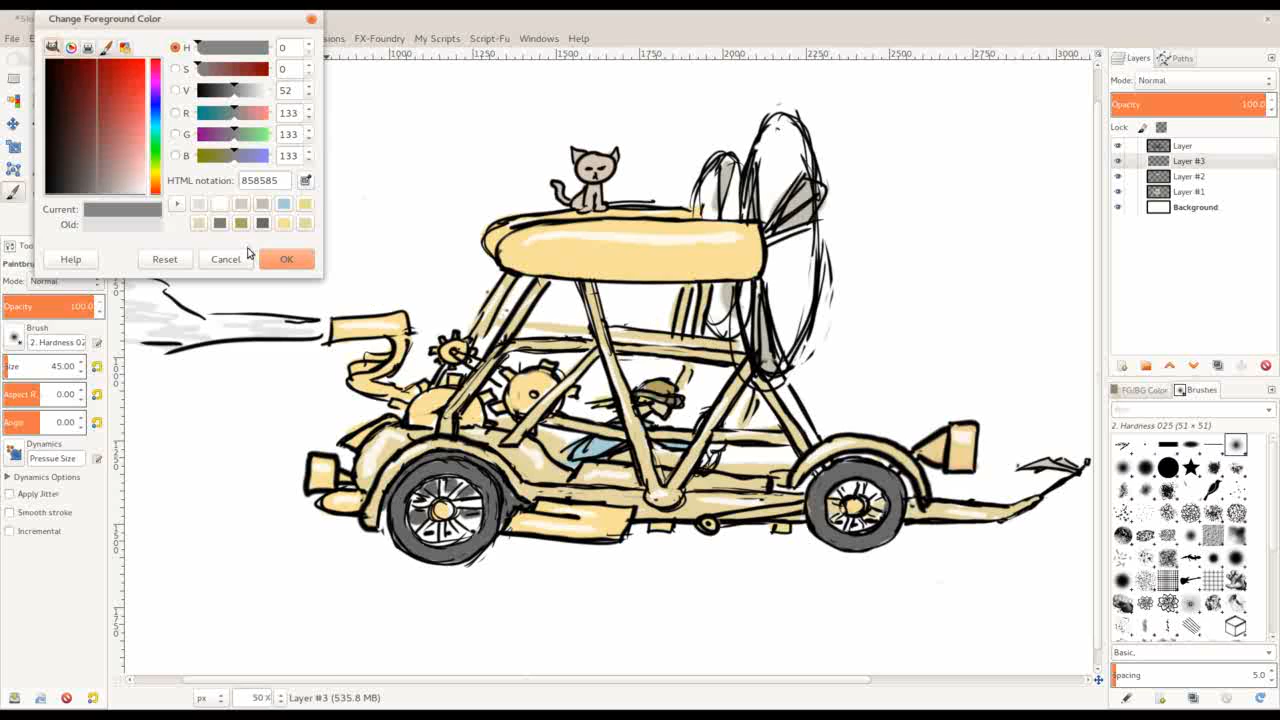 Change Foreground Color
File
FX-Foundry My Scripts Script-Fu Windows Help
H 0
S 0
V 52
R 133
G 133
B 133
HTML notation: 858585
Current:
Old:
Help Reset Cancel OK
1000 1250 1500 1750 2000 2250 2500 2750 3000
Layers Paths
Mode: Normal
Opacity 100.0
Lock:
Layer
Layer #3
Layer #2
Layer #1
Background
Mode: Normal
Opacity 100.0
Brush
2. Hardness 02
Size 45.00
Aspect R. 0.00
Angle 0.00
Dynamics
Pressue Size
Dynamics Options
Apply Jitter
Smooth stroke
Incremental
FG/BG Color Brushes
2. Hardness 025 (51 × 51)
Basic,
Spacing 5.0
px 50 Layer #3 (535.8 MB)